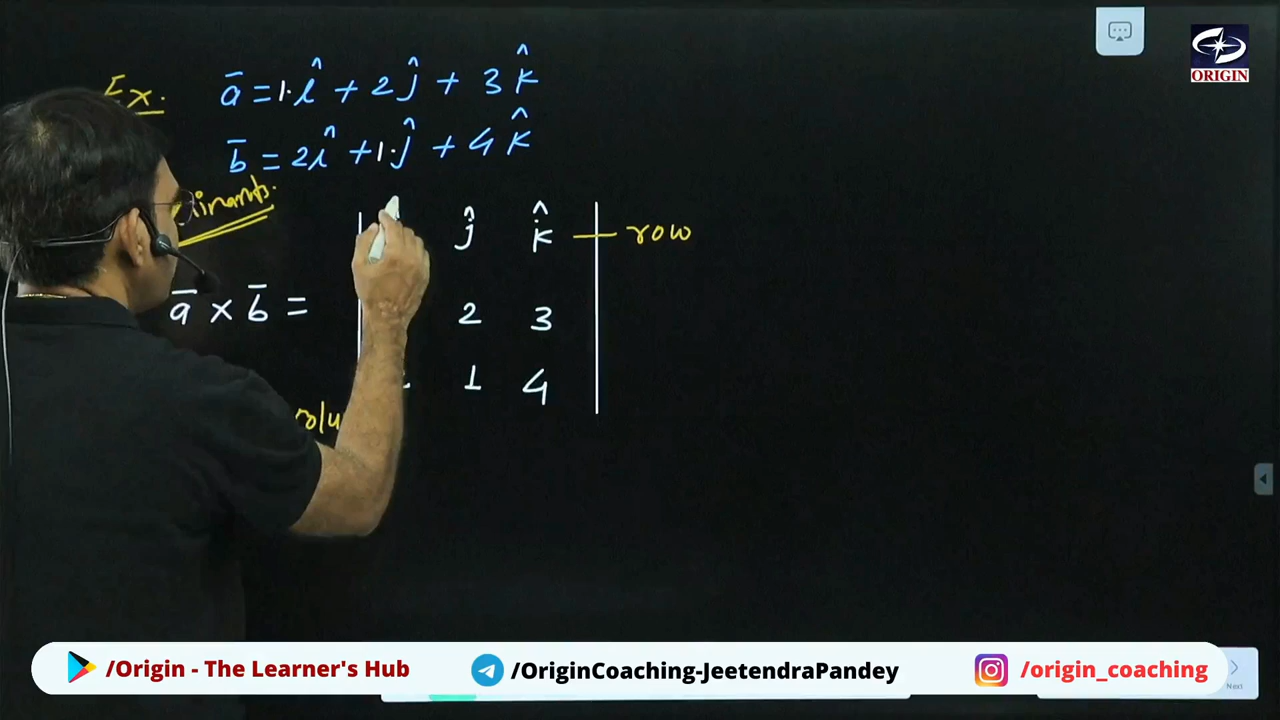 ORIGIN
Ex. a̅ = 1·î + 2ĵ + 3k̂
b̅ = 2î + 1·ĵ + 4k̂
ĵ k̂ row
a̅ × b̅ =
2 3
1 4
/Origin - The Learner's Hub /OriginCoaching-JeetendraPandey /origin_coaching
Next